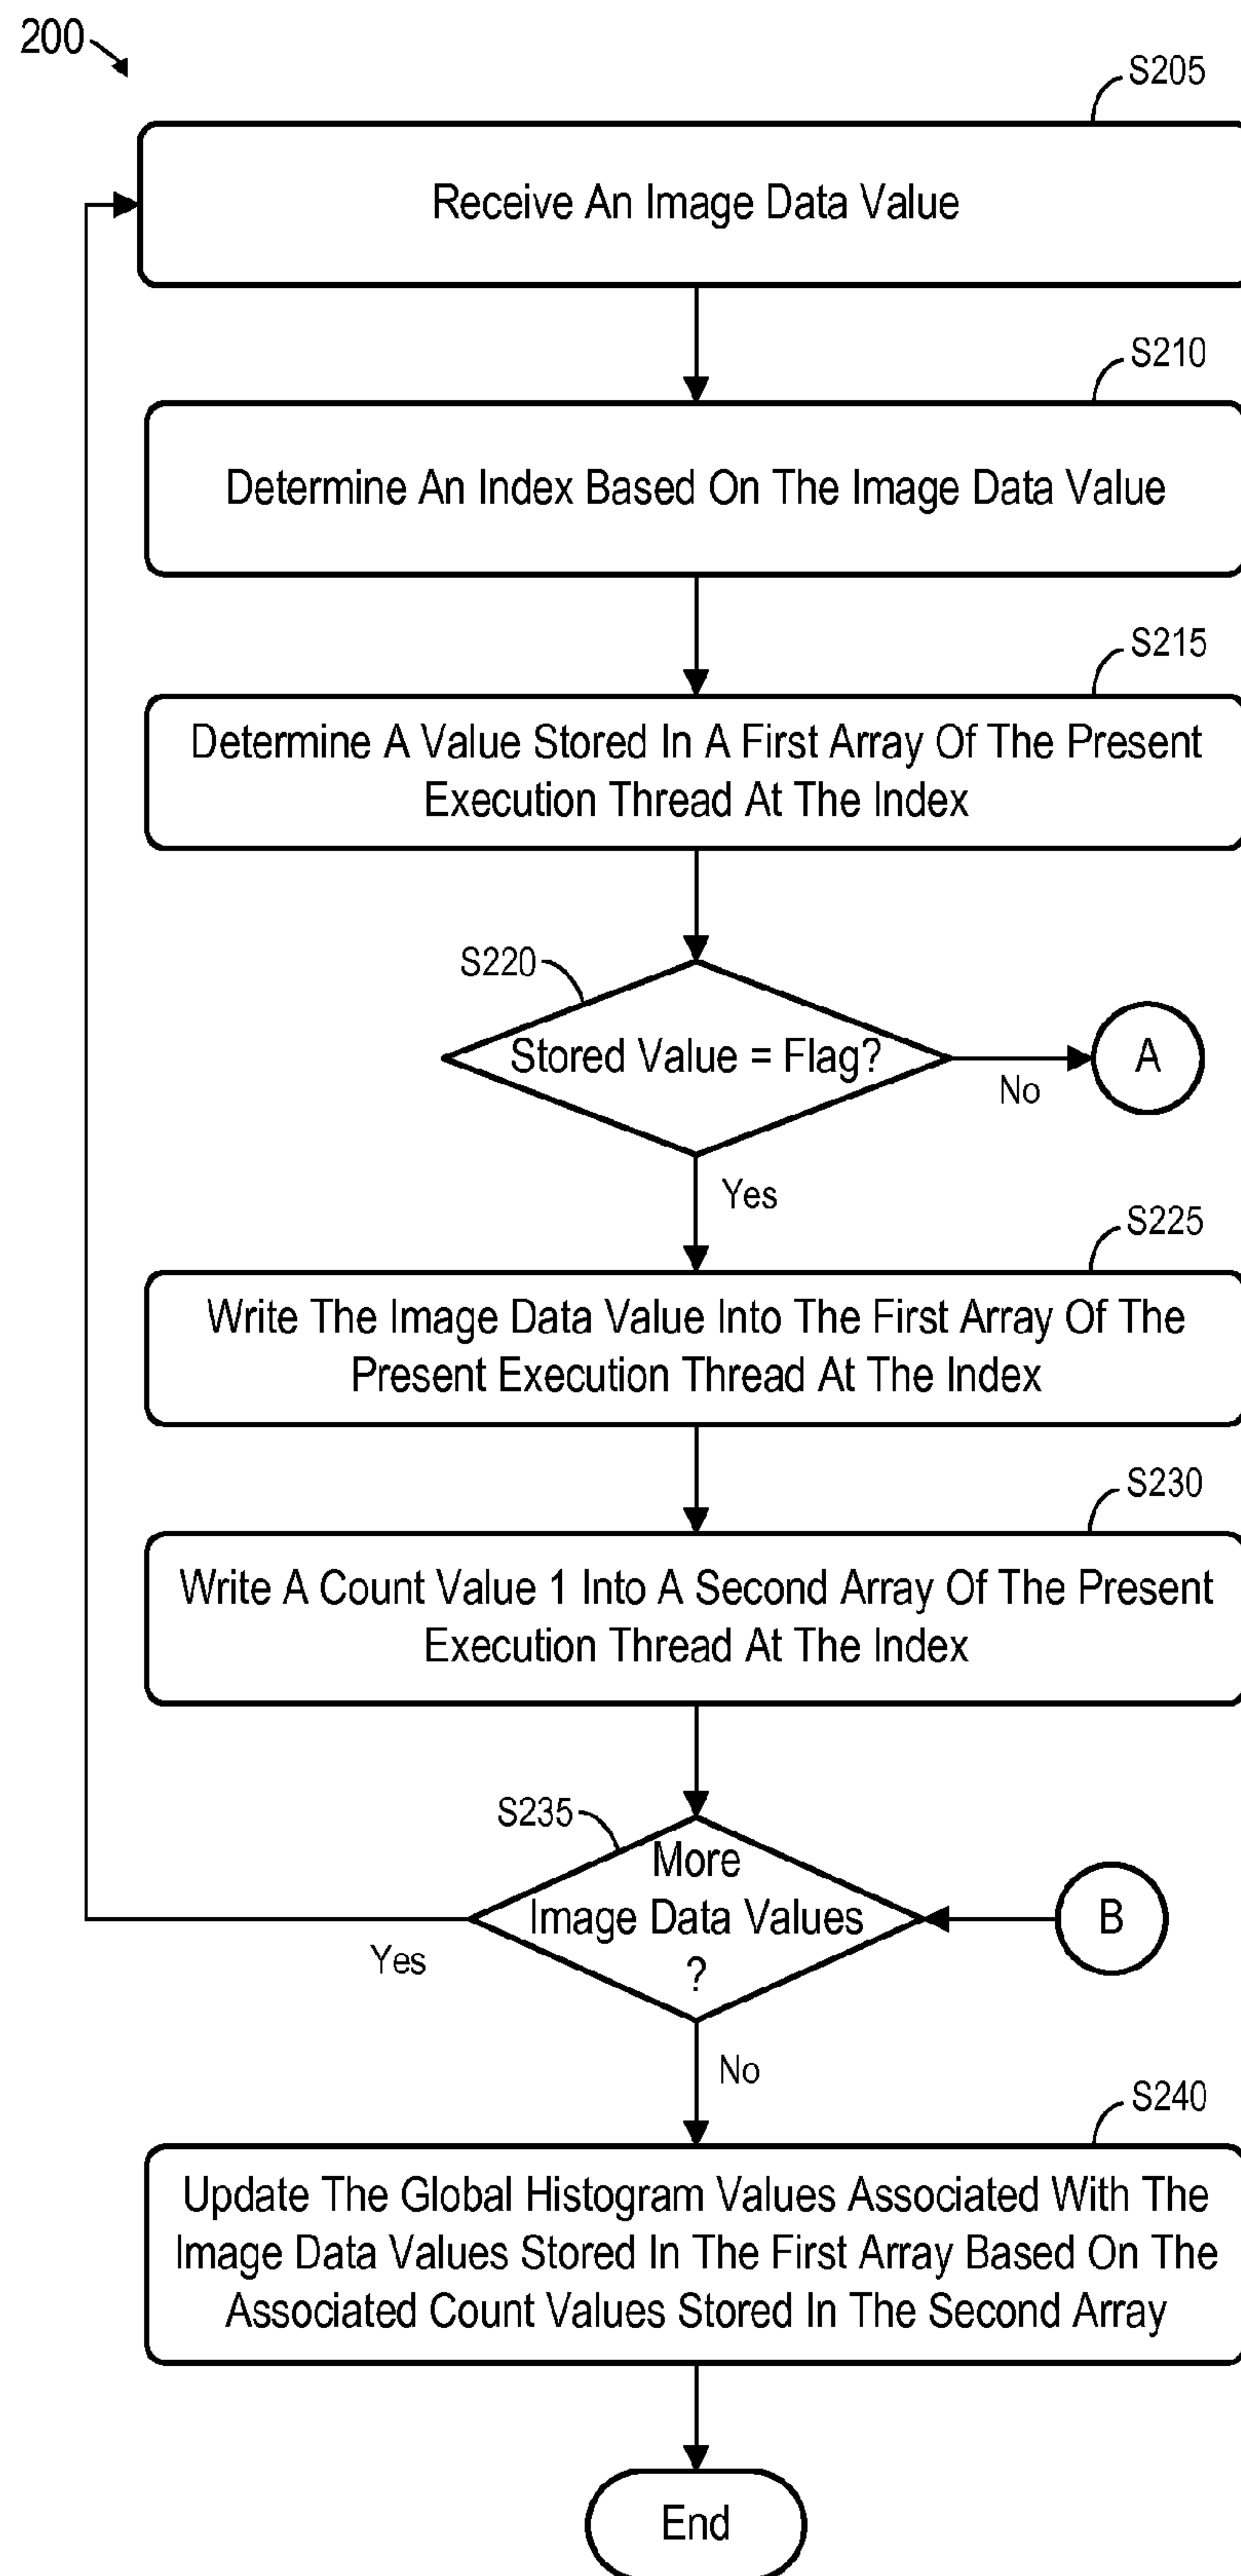 200
S205
Receive An Image Data Value
S210
Determine An Index Based On The Image Data Value
S215
Determine A Value Stored In A First Array Of The Present
Execution Thread At The Index
S220
Stored Value = Flag?
A
No
Yes
S225
Write The Image Data Value Into The First Array Of The
Present Execution Thread At The Index
S230
Write A Count Value 1 Into A Second Array Of The Present
Execution Thread At The Index
S235
More
Image Data Values
?
B
Yes
No
S240
Update The Global Histogram Values Associated With The
Image Data Values Stored In The First Array Based On The
Associated Count Values Stored In The Second Array
End